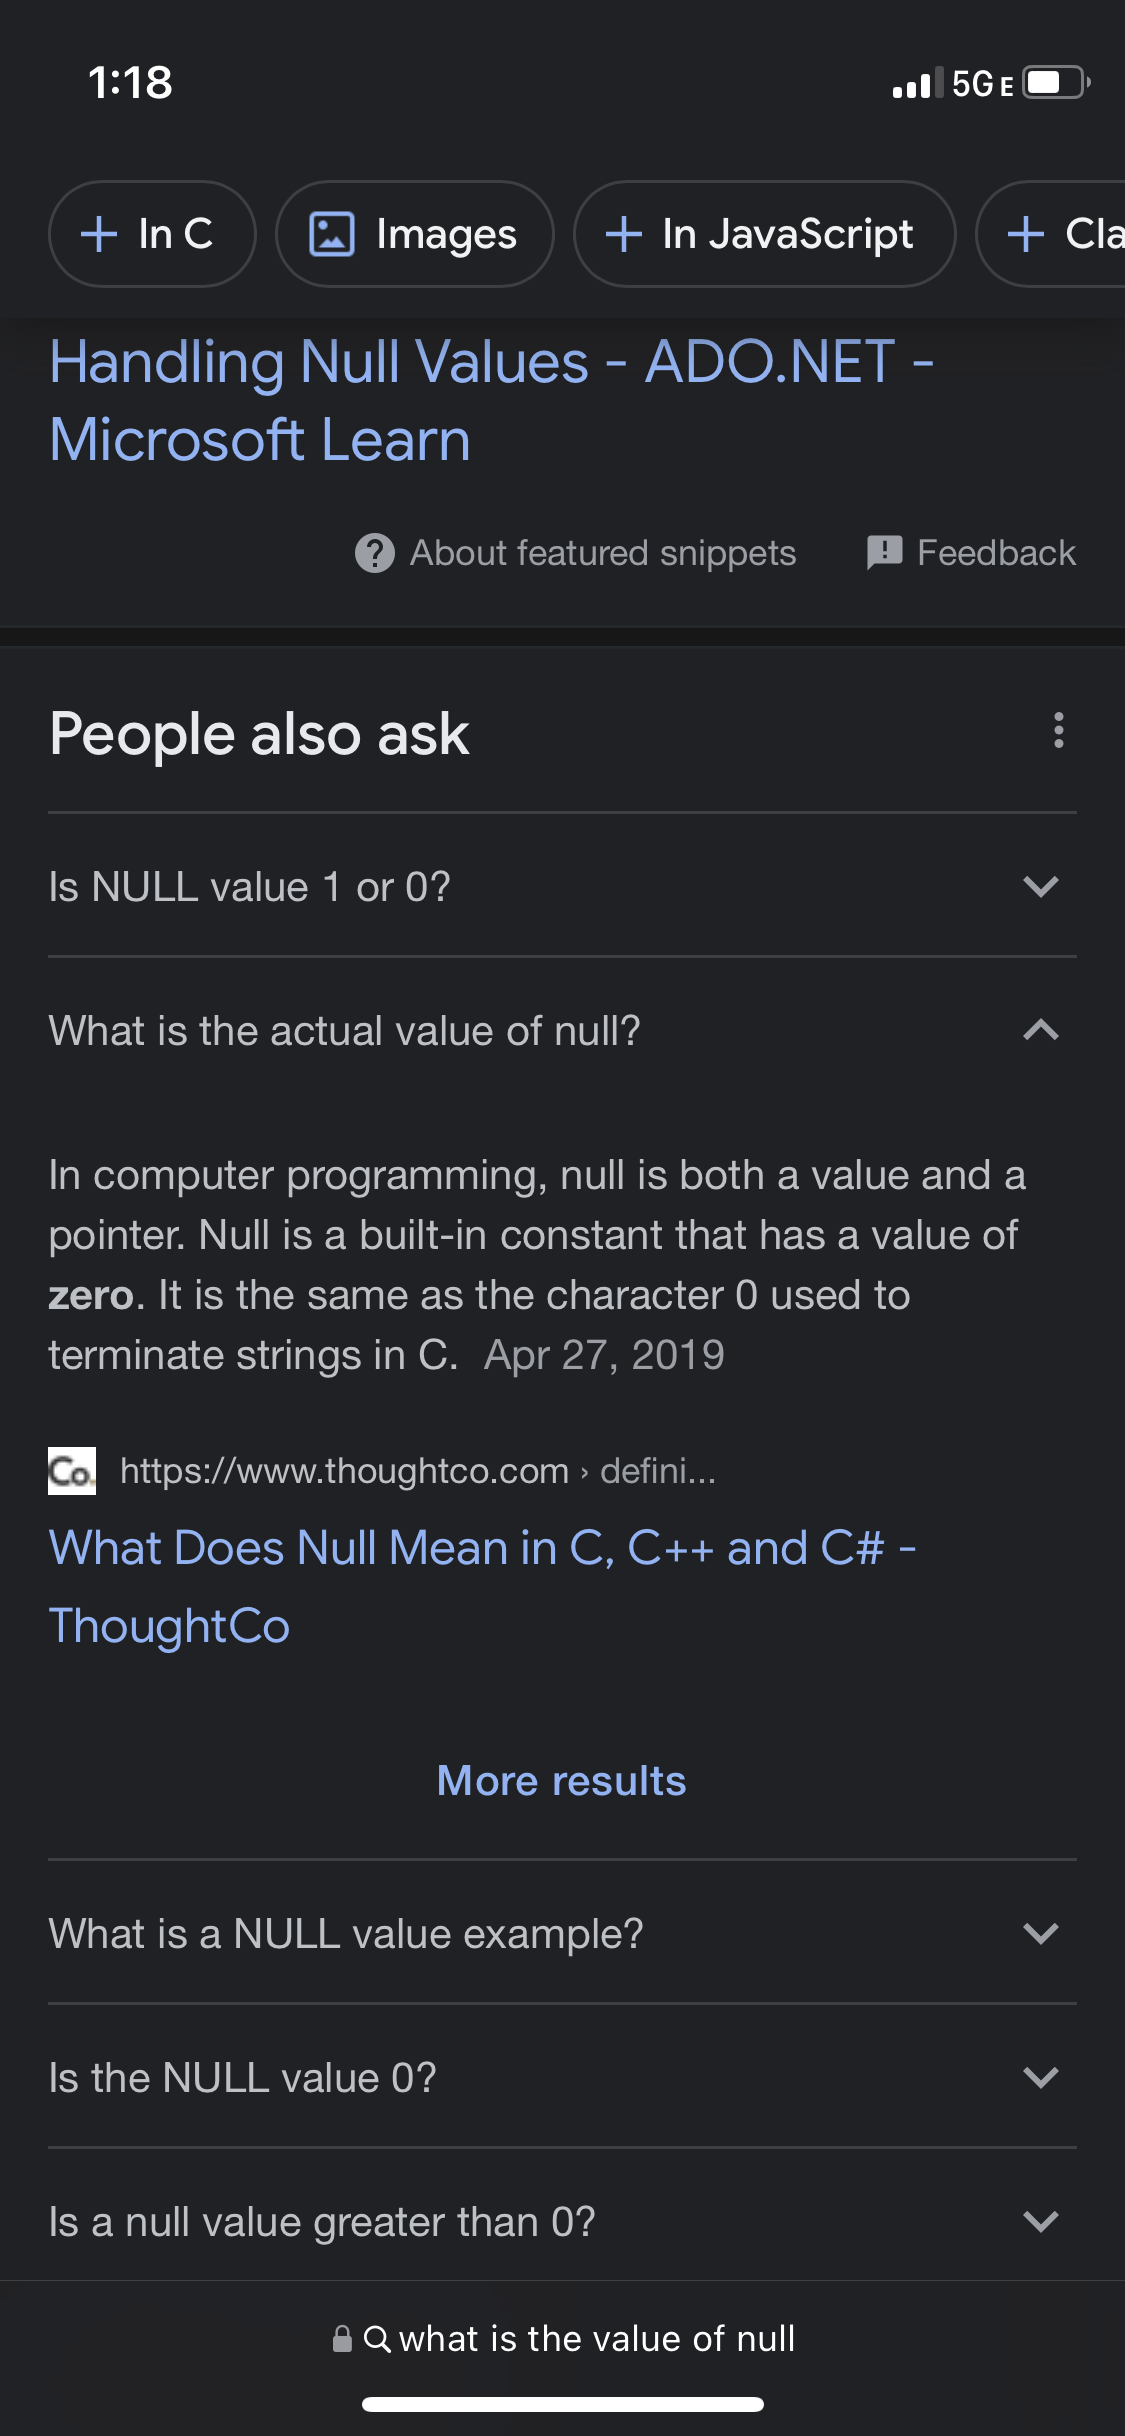 1:18
5G E
In C
Images
In JavaScript
Cla
Handling Null Values - ADO.NET -
Microsoft Learn
About featured snippets
Feedback
People also ask
Is NULL value 1 or 0?
What is the actual value of null?
In computer programming, null is both a value and a
pointer. Null is a built-in constant that has a value of
zero. It is the same as the character 0 used to
terminate strings in C. Apr 27, 2019
Co.
https://www.thoughtco.com › defini...
What Does Null Mean in C, C++ and C# -
ThoughtCo
More results
What is a NULL value example?
Is the NULL value 0?
Is a null value greater than 0?
what is the value of null